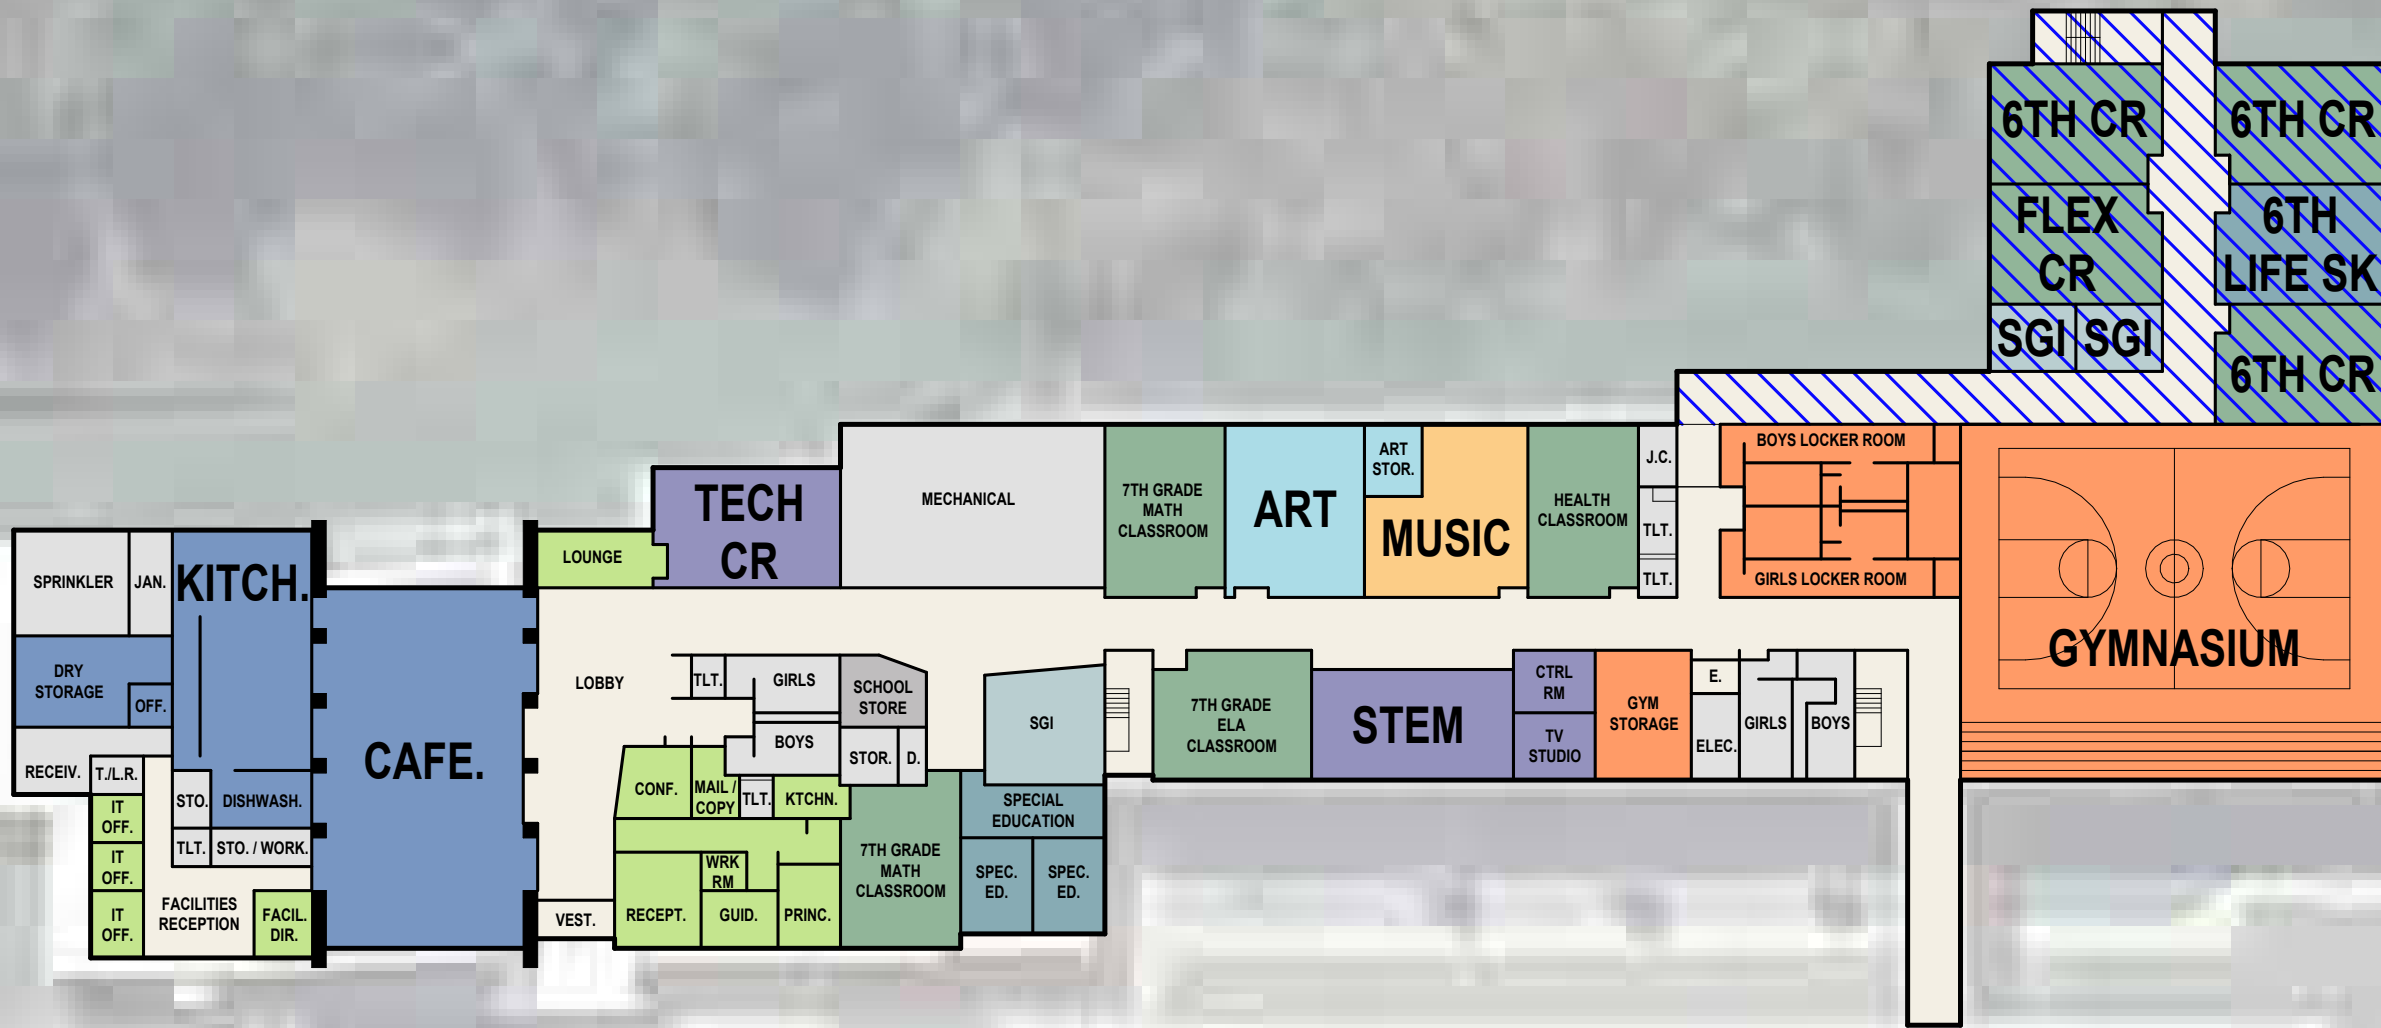 6TH CR
6TH CR
FLEX
CR
6TH
LIFE SK
SGI
SGI
6TH CR
BOYS LOCKER ROOM
GIRLS LOCKER ROOM
GYMNASIUM
TECH
CR
MECHANICAL
7TH GRADE
MATH
CLASSROOM
ART
ART
STOR.
MUSIC
HEALTH
CLASSROOM
J.C.
TLT.
TLT.
LOUNGE
SPRINKLER
JAN.
KITCH.
DRY
STORAGE
OFF.
RECEIV.
T./L.R.
IT
OFF.
IT
OFF.
IT
OFF.
STO.
DISHWASH.
TLT.
STO. / WORK.
FACILITIES
RECEPTION
FACIL.
DIR.
CAFE.
LOBBY
VEST.
TLT.
GIRLS
BOYS
SCHOOL
STORE
STOR.
D.
CONF.
MAIL /
COPY
TLT.
KTCHN.
WRK
RM
RECEPT.
GUID.
PRINC.
7TH GRADE
MATH
CLASSROOM
SGI
SPECIAL
EDUCATION
SPEC.
ED.
SPEC.
ED.
7TH GRADE
ELA
CLASSROOM
STEM
CTRL
RM
TV
STUDIO
GYM
STORAGE
E.
ELEC.
GIRLS
BOYS